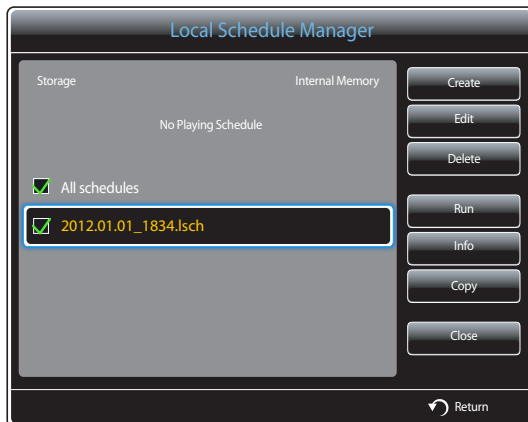 Local Schedule Manager
Storage Internal Memory
No Playing Schedule
All schedules
2012.01.01_1834.lsch
Create
Edit
Delete
Run
Info
Copy
Close
Return